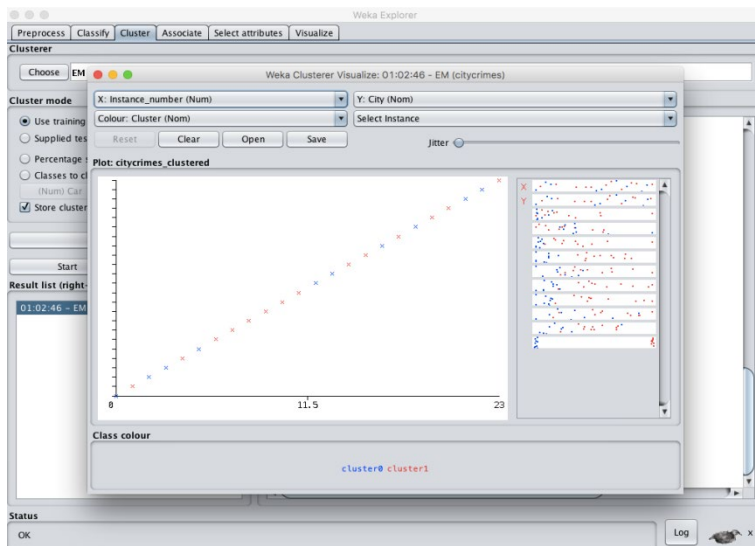 Weka Explorer
Preprocess Classify Cluster Associate Select attributes Visualize
Clusterer
Choose EM
Weka Clusterer Visualize: 01:02:46 - EM (citycrimes)
X: Instance_number (Num) Y: City (Nom)
Colour: Cluster (Nom) Select Instance
Reset Clear Open Save Jitter
Cluster mode
Use training
Supplied tes
Percentage s
Classes to cl
(Num) Car
Store cluster
Start
Result list (right-
01:02:46 - EM
Plot: citycrimes_clustered
X
Y
0 11.5 23
Class colour
cluster0 cluster1
Status
OK
Log x